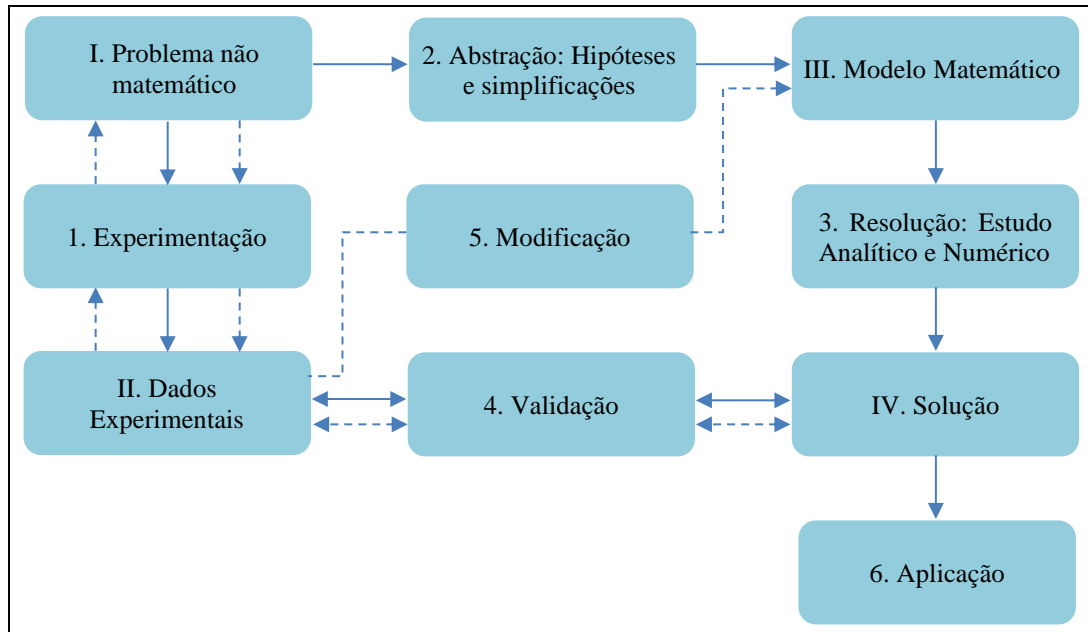 I. Problema não
matemático
2. Abstração: Hipóteses
e simplificações
III. Modelo Matemático
1. Experimentação
5. Modificação
3. Resolução: Estudo
Analítico e Numérico
II. Dados
Experimentais
4. Validação
IV. Solução
6. Aplicação